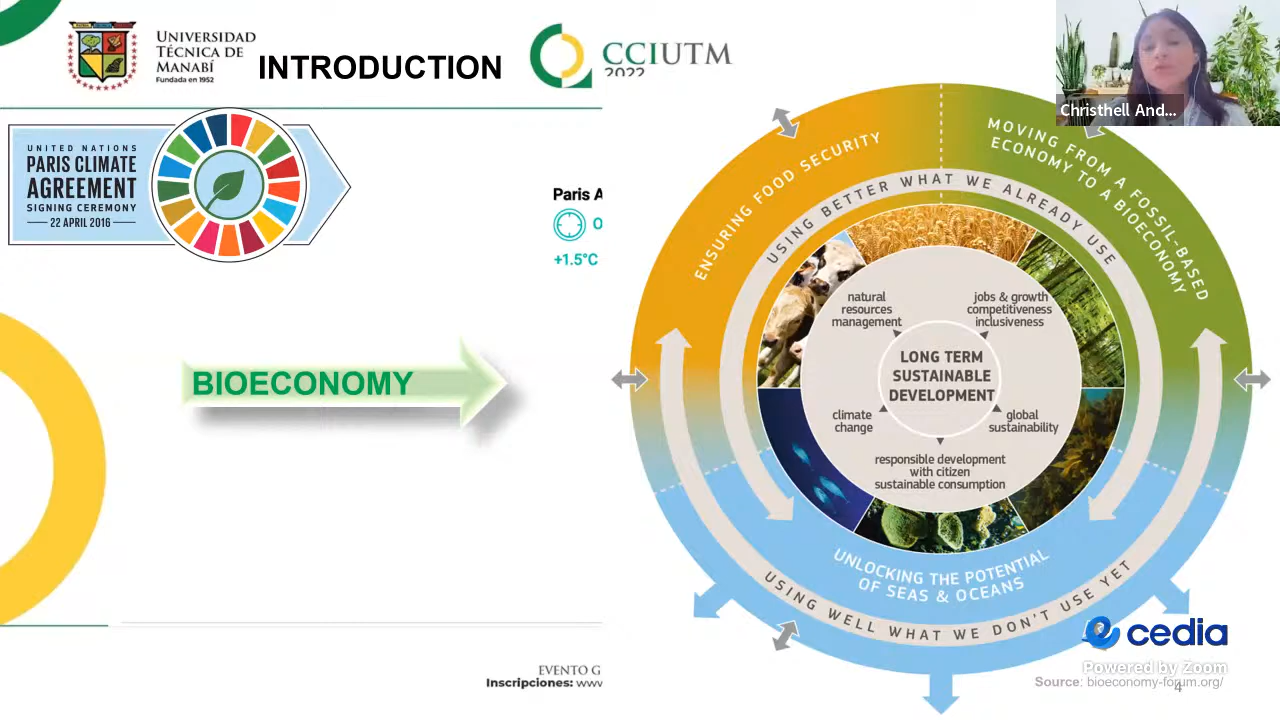 UNIVERSIDAD
TÉCNICA DE
MANABÍ
Fundada en 1952
INTRODUCTION
CCIUTM
2022
Christhell And...
UNITED NATIONS
PARIS CLIMATE
AGREEMENT
SIGNING CEREMONY
22 APRIL 2016
Paris A
+1.5°C
BIOECONOMY
ENSURING FOOD SECURITY
MOVING FROM A FOSSIL-BASED
ECONOMY TO A BIOECONOMY
USING BETTER WHAT WE ALREADY USE
natural
resources
management
jobs & growth
competitiveness
inclusiveness
LONG TERM
SUSTAINABLE
DEVELOPMENT
climate
change
global
sustainability
responsible development
with citizen
sustainable consumption
UNLOCKING THE POTENTIAL
OF SEAS & OCEANS
USING WELL WHAT WE DON'T USE YET
cedia
Powered by Zoom
EVENTO G
Inscripciones: www
Source: bioeconomy-forum.org/
4